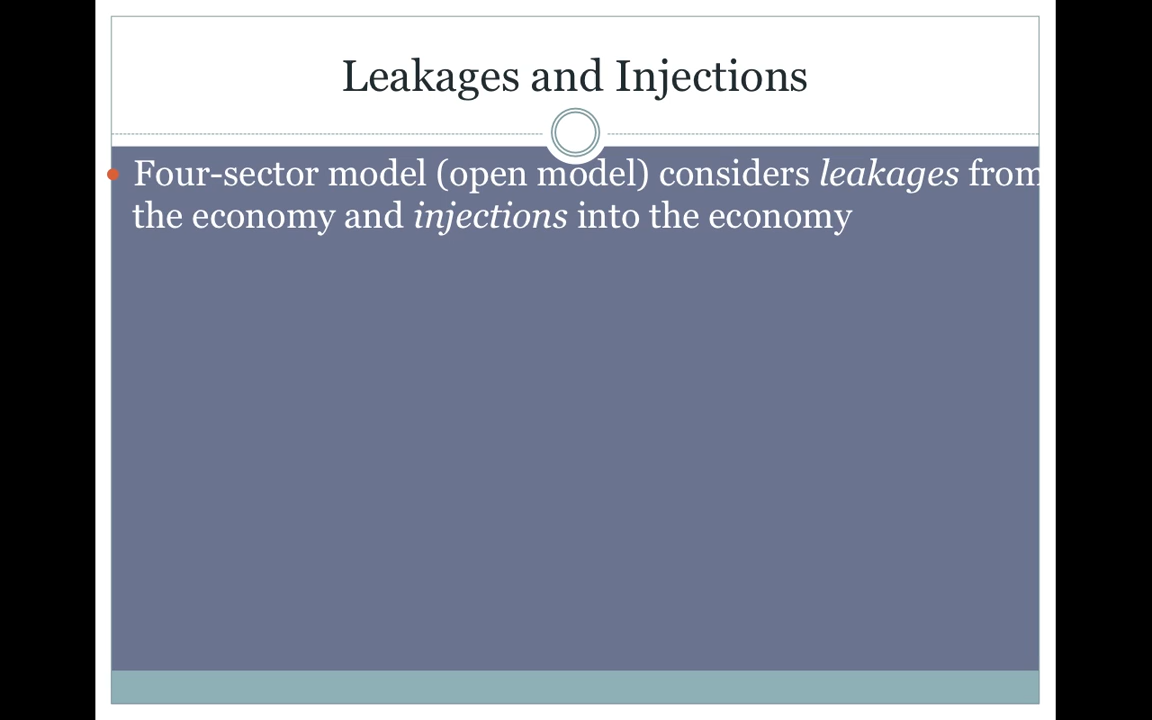 Leakages and Injections
Four-sector model (open model) considers leakages from
the economy and injections into the economy